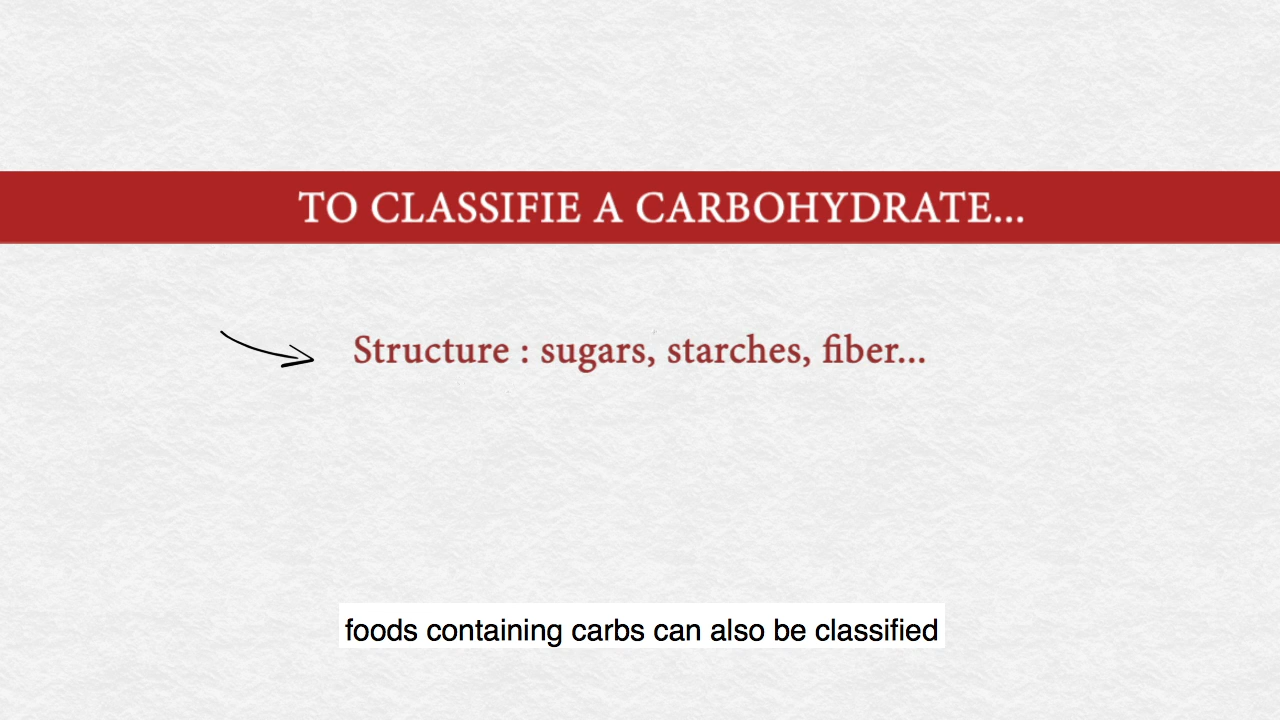 TO CLASSIFIE A CARBOHYDRATE...
Structure : sugars, starches, fiber...
foods containing carbs can also be classified